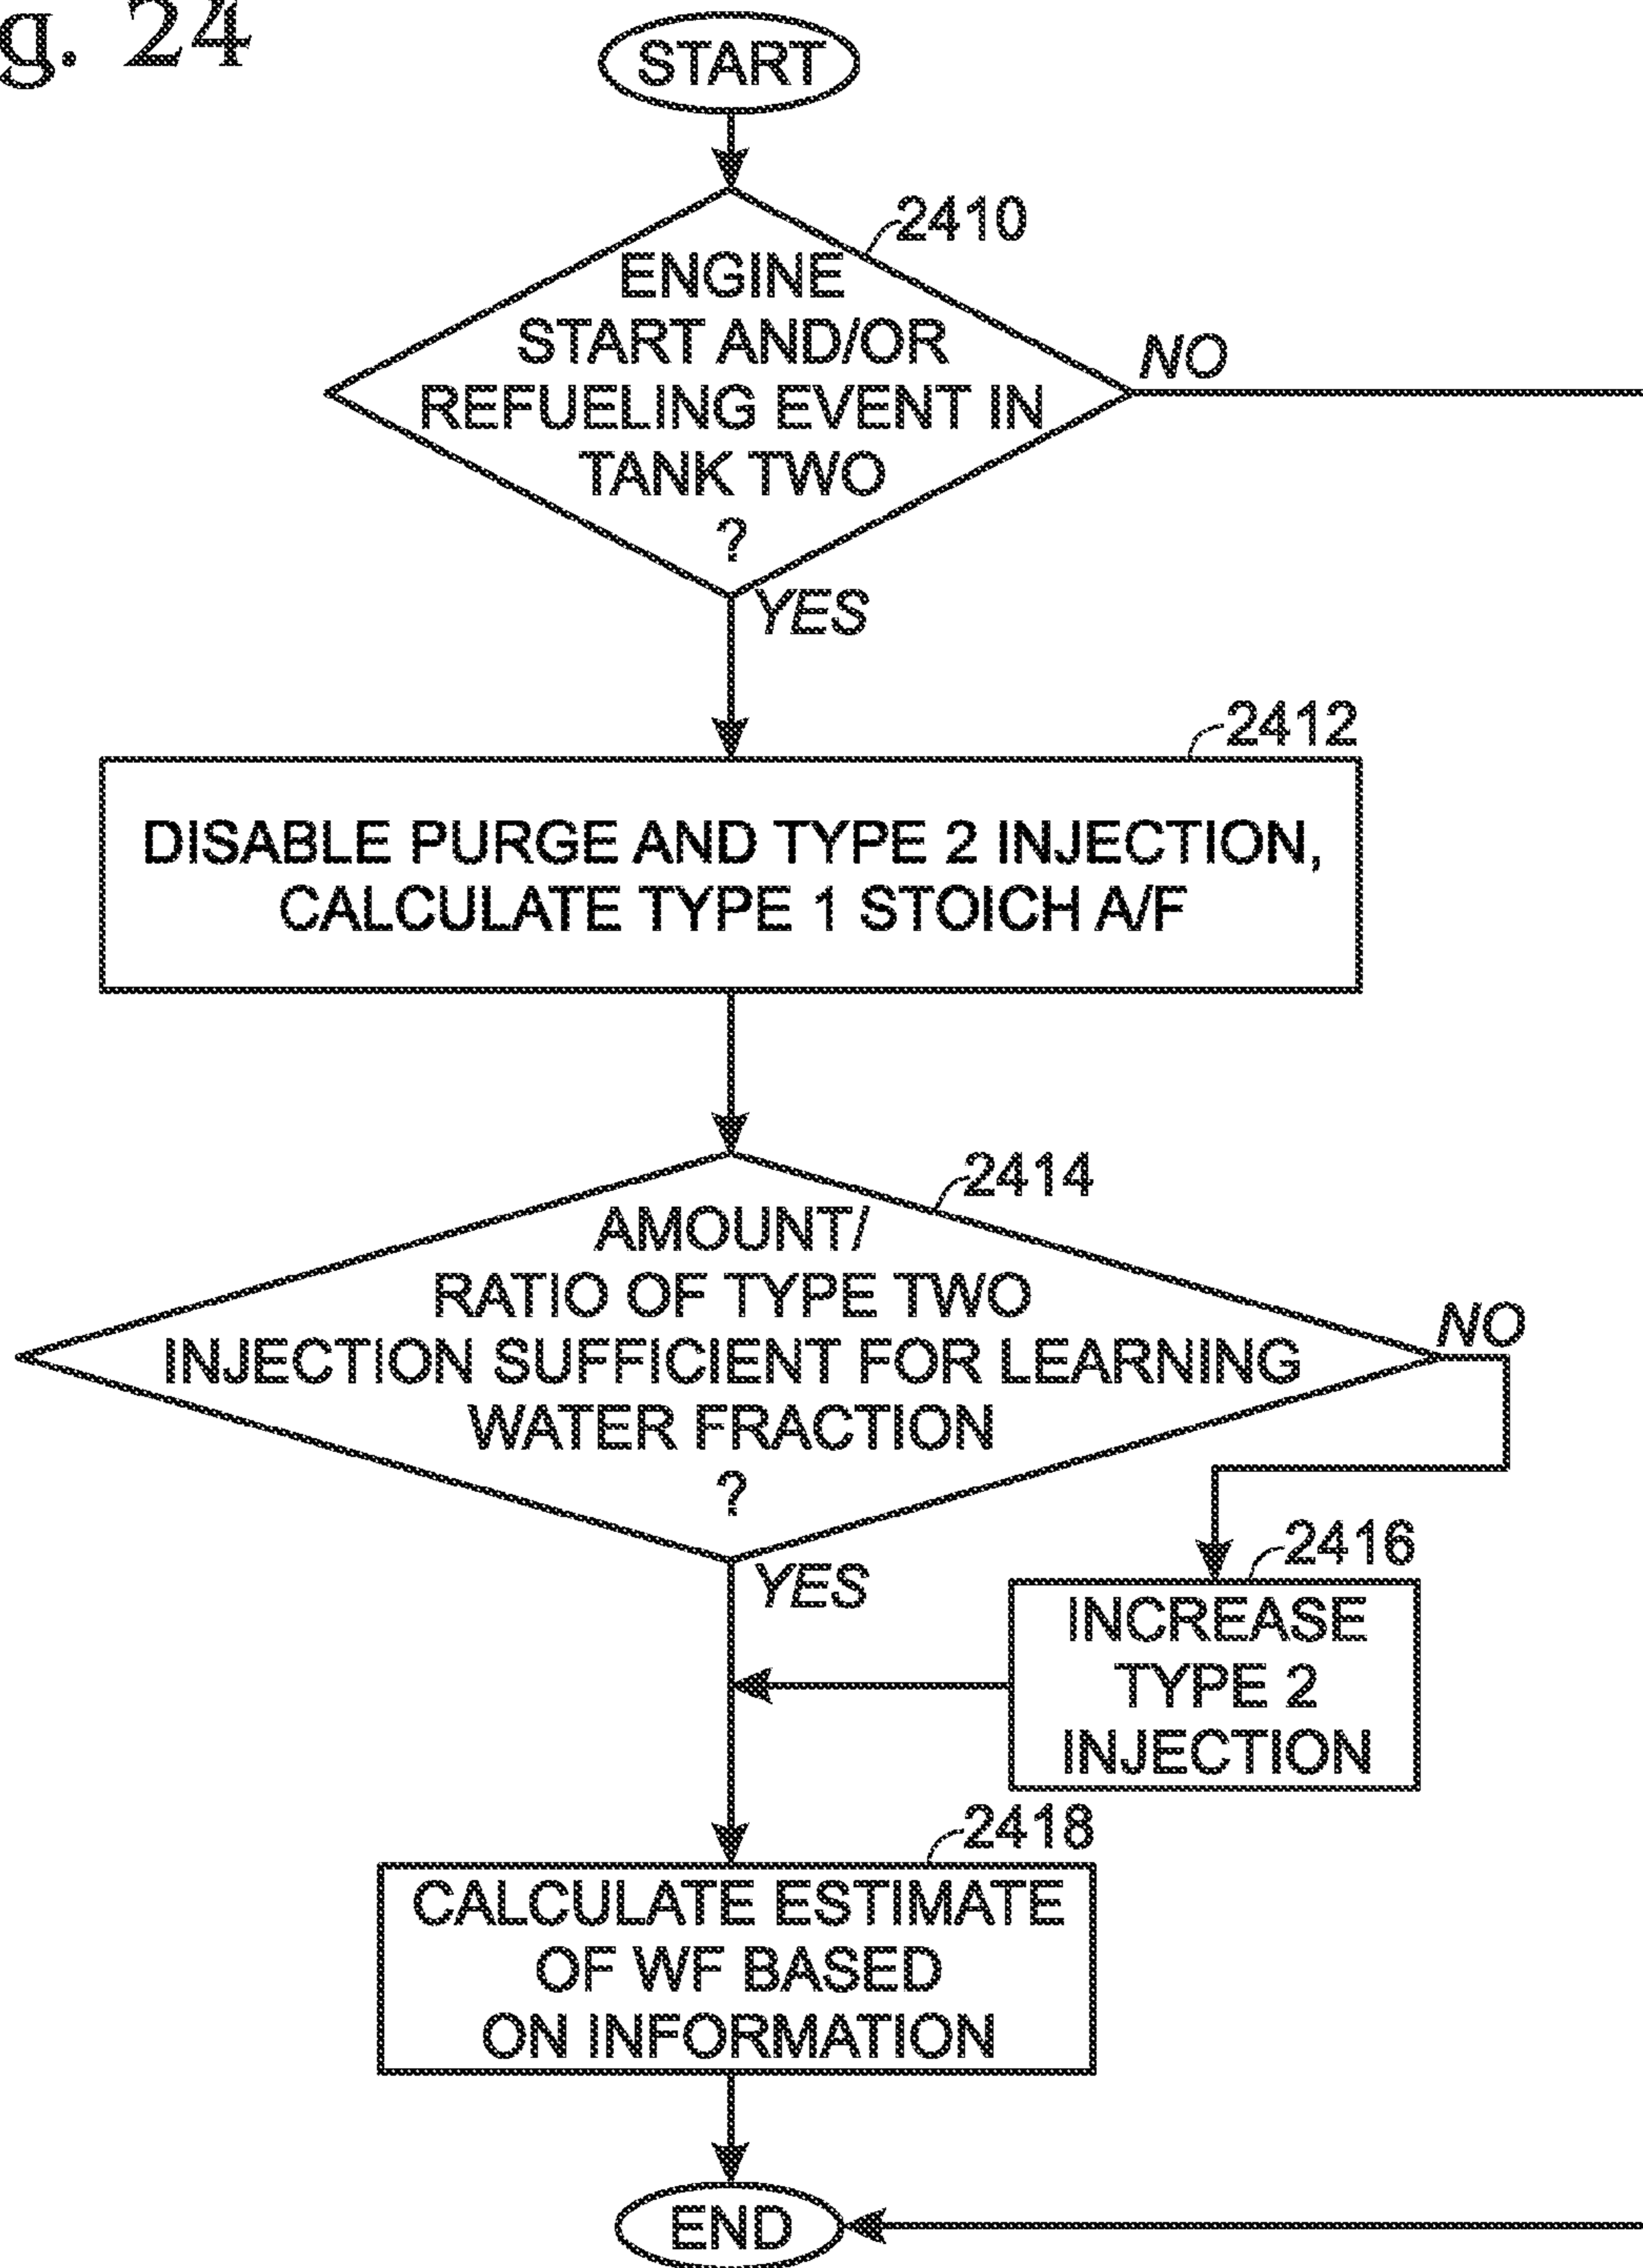 g. 24
START
2410
ENGINE
START AND/OR
REFUELING EVENT IN
TANK TWO
?
NO
YES
2412
DISABLE PURGE AND TYPE 2 INJECTION,
CALCULATE TYPE 1 STOICH A/F
2414
AMOUNT/
RATIO OF TYPE TWO
INJECTION SUFFICIENT FOR LEARNING
WATER FRACTION
?
NO
YES
2416
INCREASE
TYPE 2
INJECTION
2418
CALCULATE ESTIMATE
OF WF BASED
ON INFORMATION
END